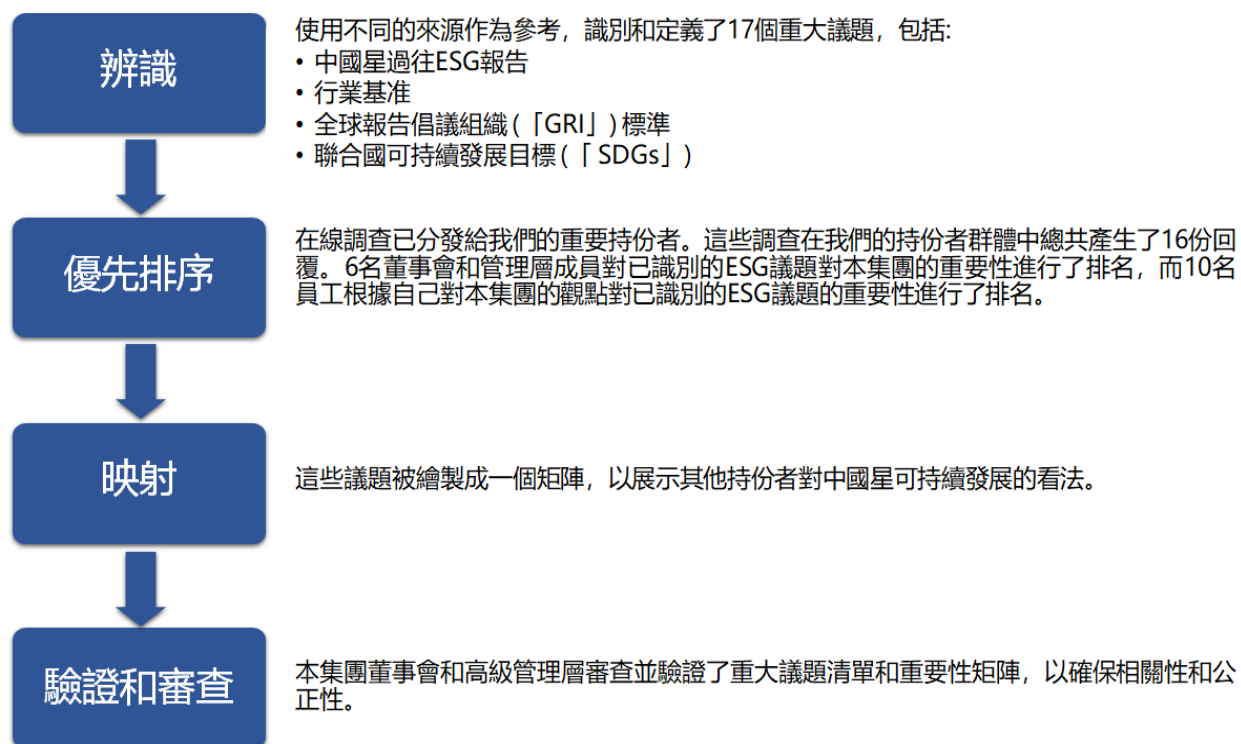 辨識
使用不同的來源作為參考，識別和定義了17個重大議題，包括:
• 中國星過往ESG報告
• 行業基准
• 全球報告倡議組織 (「GRI」) 標準
• 聯合國可持續發展目標 (「 SDGs」)
優先排序
在線調查已分發給我們的重要持份者。這些調查在我們的持份者群體中總共產生了16份回
覆。6名董事會和管理層成員對已識別的ESG議題對本集團的重要性進行了排名，而10名
員工根據自己對本集團的觀點對已識別的ESG議題的重要性進行了排名。
映射
這些議題被繪製成一個矩陣，以展示其他持份者對中國星可持續發展的看法。
驗證和審查
本集團董事會和高級管理層審查並驗證了重大議題清單和重要性矩陣，以確保相關性和公
正性。